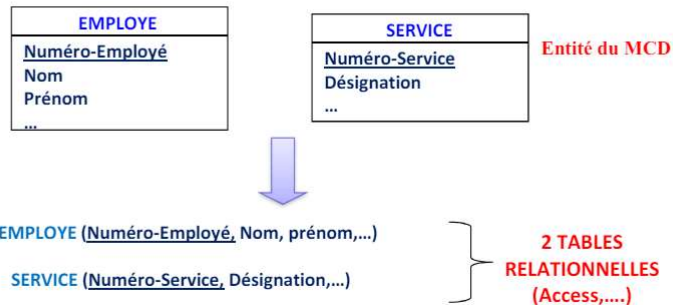 EMPLOYE
Numéro-Employé
Nom
Prénom
...
SERVICE
Numéro-Service
Désignation
...
Entité du MCD
EMPLOYE (Numéro-Employé, Nom, prénom,...)
SERVICE (Numéro-Service, Désignation,...)
2 TABLES
RELATIONNELLES
(Access,....)